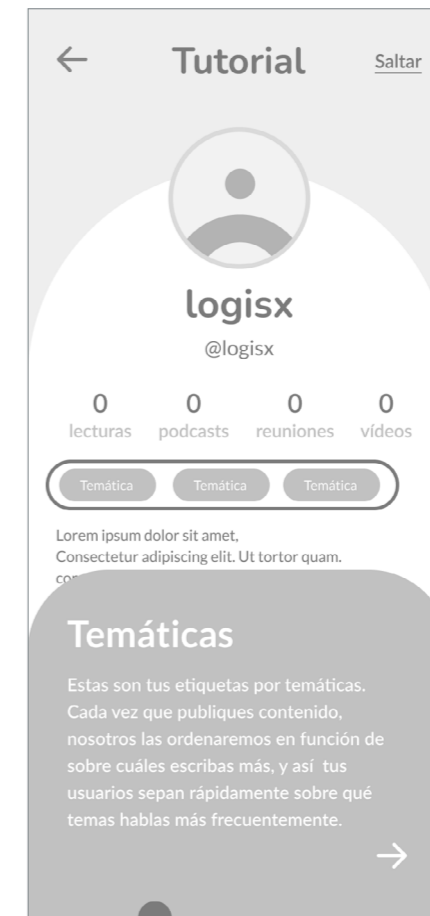 Tutorial
Saltar
logisx
@logisx
0 0 0 0
lecturas podcasts reuniones vídeos
Temática Temática Temática
Lorem ipsum dolor sit amet,
Consectetur adipiscing elit. Ut tortor quam.
Temáticas
Estas son tus etiquetas por temáticas.
Cada vez que publiques contenido,
nosotros las ordenaremos en función de
sobre cuáles escribas más, y así tus
usuarios sepan rápidamente sobre qué
temas hablas más frecuentemente.